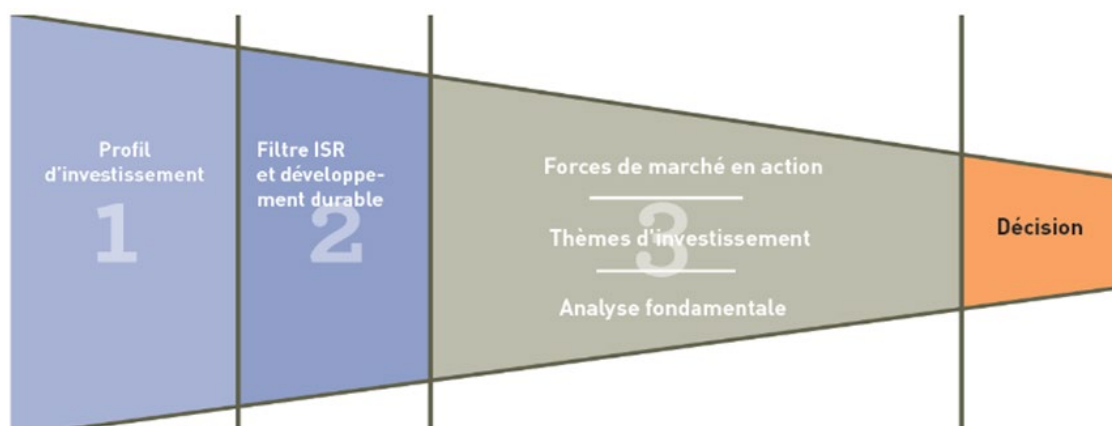 Profil
d'investissement
1
Filtre ISR
et développe-
ment durable
2
Forces de marché en action
Thèmes d'investissement
3
Analyse fondamentale
Décision